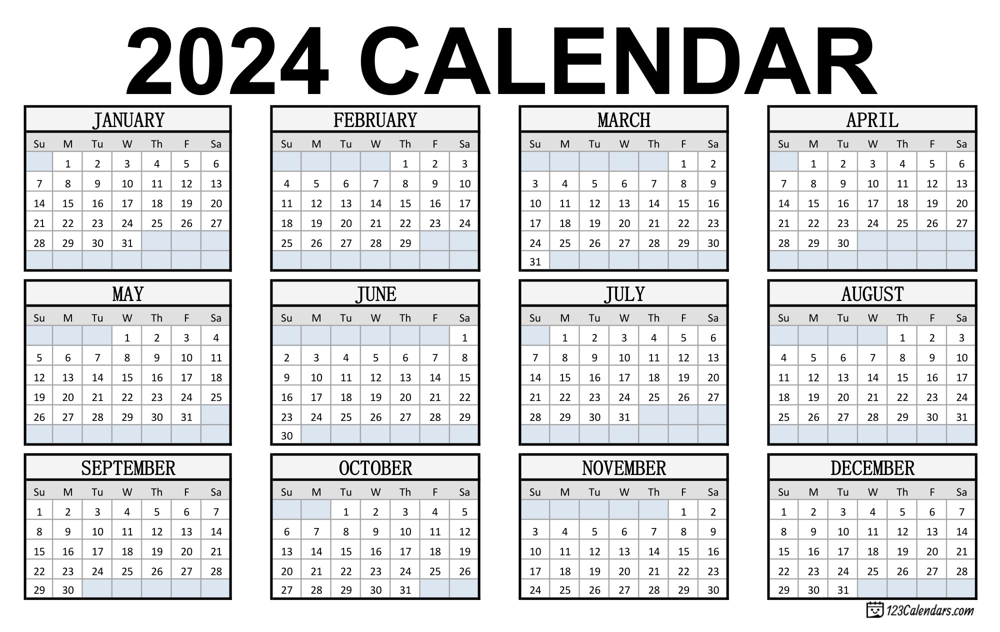 2024 CALENDAR
JANUARY
Su M Tu W Th F Sa
1 2 3 4 5 6
7 8 9 10 11 12 13
14 15 16 17 18 19 20
21 22 23 24 25 26 27
28 29 30 31
FEBRUARY
Su M Tu W Th F Sa
1 2 3
4 5 6 7 8 9 10
11 12 13 14 15 16 17
18 19 20 21 22 23 24
25 26 27 28 29
MARCH
Su M Tu W Th F Sa
1 2
3 4 5 6 7 8 9
10 11 12 13 14 15 16
17 18 19 20 21 22 23
24 25 26 27 28 29 30
31
APRIL
Su M Tu W Th F Sa
1 2 3 4 5 6
7 8 9 10 11 12 13
14 15 16 17 18 19 20
21 22 23 24 25 26 27
28 29 30
MAY
Su M Tu W Th F Sa
1 2 3 4
5 6 7 8 9 10 11
12 13 14 15 16 17 18
19 20 21 22 23 24 25
26 27 28 29 30 31
JUNE
Su M Tu W Th F Sa
1
2 3 4 5 6 7 8
9 10 11 12 13 14 15
16 17 18 19 20 21 22
23 24 25 26 27 28 29
30
JULY
Su M Tu W Th F Sa
1 2 3 4 5 6
7 8 9 10 11 12 13
14 15 16 17 18 19 20
21 22 23 24 25 26 27
28 29 30 31
AUGUST
Su M Tu W Th F Sa
1 2 3
4 5 6 7 8 9 10
11 12 13 14 15 16 17
18 19 20 21 22 23 24
25 26 27 28 29 30 31
SEPTEMBER
Su M Tu W Th F Sa
1 2 3 4 5 6 7
8 9 10 11 12 13 14
15 16 17 18 19 20 21
22 23 24 25 26 27 28
29 30
OCTOBER
Su M Tu W Th F Sa
1 2 3 4 5
6 7 8 9 10 11 12
13 14 15 16 17 18 19
20 21 22 23 24 25 26
27 28 29 30 31
NOVEMBER
Su M Tu W Th F Sa
1 2
3 4 5 6 7 8 9
10 11 12 13 14 15 16
17 18 19 20 21 22 23
24 25 26 27 28 29 30
DECEMBER
Su M Tu W Th F Sa
1 2 3 4 5 6 7
8 9 10 11 12 13 14
15 16 17 18 19 20 21
22 23 24 25 26 27 28
29 30 31
123Calendars.com